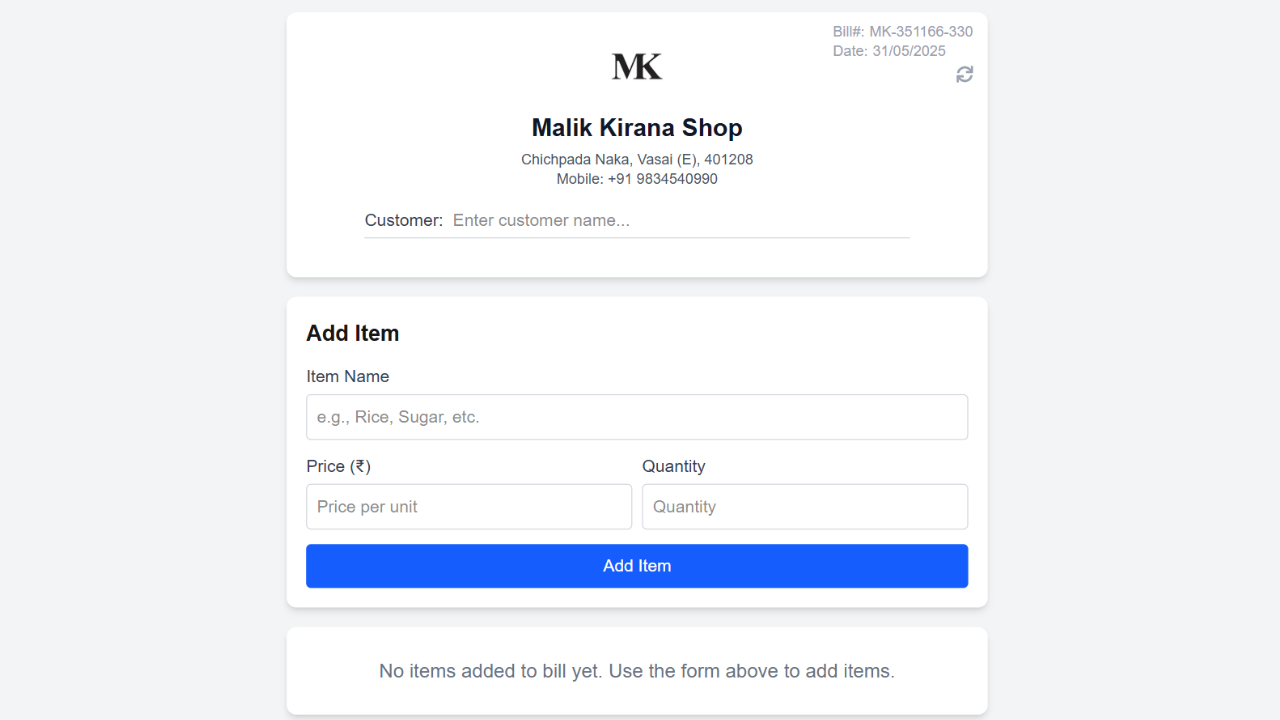 Bill#: MK-351166-330
Date: 31/05/2025
MK
Malik Kirana Shop
Chichpada Naka, Vasai (E), 401208
Mobile: +91 9834540990
Customer: Enter customer name...
Add Item
Item Name
e.g., Rice, Sugar, etc.
Price (₹) Quantity
Price per unit Quantity
Add Item
No items added to bill yet. Use the form above to add items.